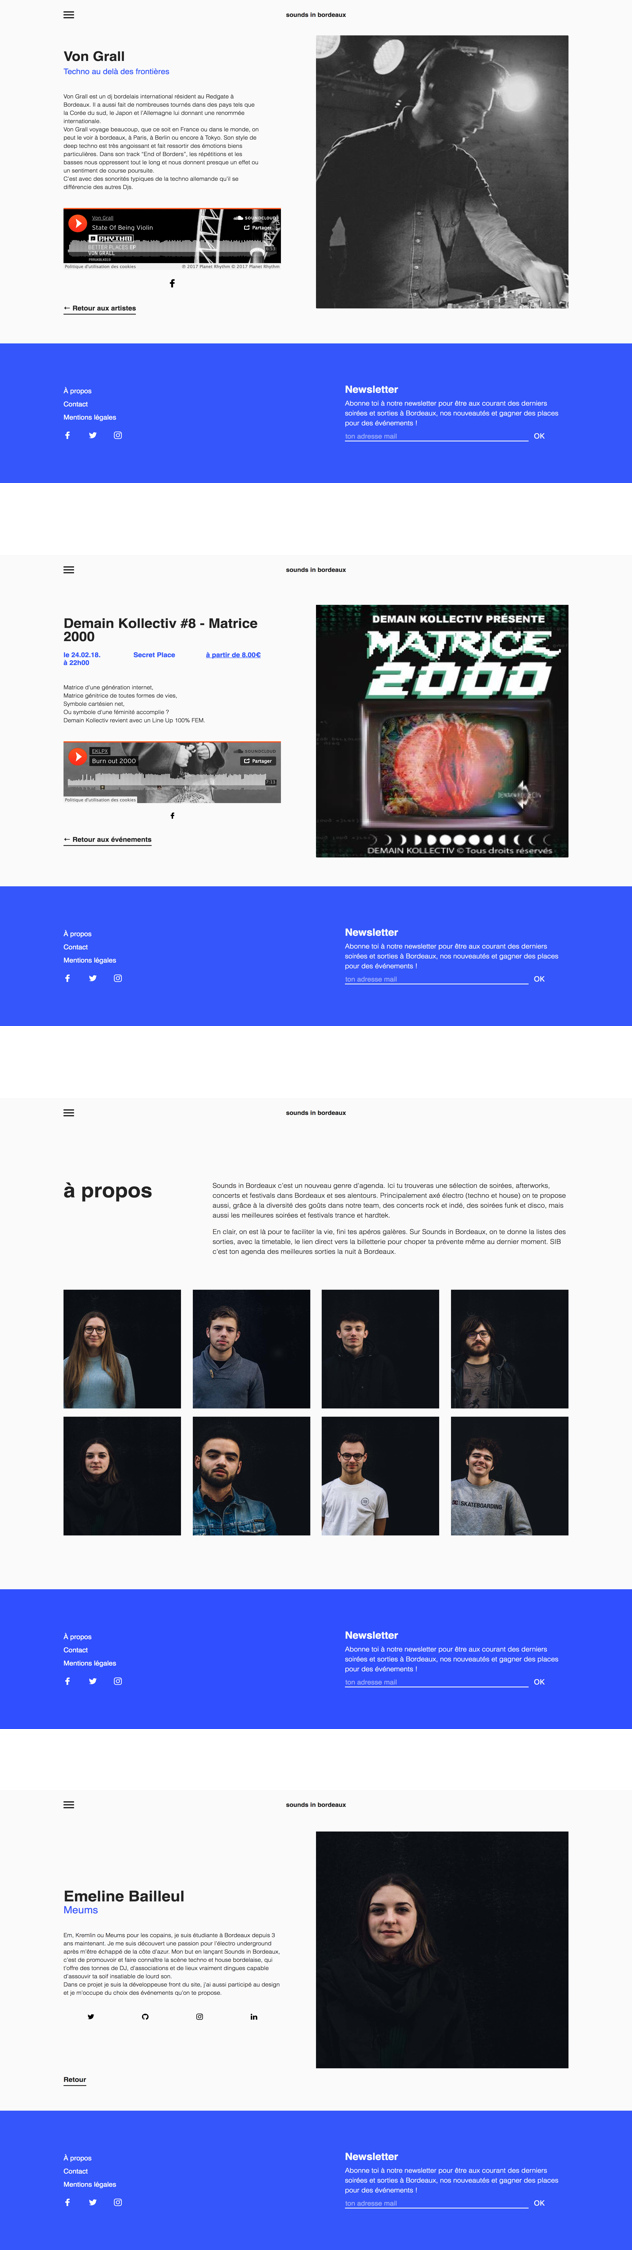 sounds in bordeaux
Von Grall
Techno au delà des frontières
Von Grall est un dj bordelais international résident au Redgate à
Bordeaux. Il a aussi fait de nombreuses tournés dans des pays tels que
la Corée du sud, le Japon et l'Allemagne lui donnant une renommée
internationale.
Von Grall voyage beaucoup, que ce soit en France ou dans le monde, on
peut le voir à bordeaux, à Paris, à Berlin ou encore à Tokyo. Son style de
deep techno est très angoissant et fait ressortir des émotions biens
particulières. Dans son track "End of Borders", les répétitions et les
basses nous oppressent tout le long et nous donnent presque un effet ou
un sentiment de course poursuite.
C'est avec des sonorités typiques de la techno allemande qu'il se
différencie des autres Djs.
Von Grall
State Of Being Violin
SOUNDCLOUD
Partager
RHYTHM
BETTER PLACES EP
VON GRALL
Politique d'utilisation des cookies
© 2017 Planet Rhythm © 2017 Planet Rhythm
← Retour aux artistes
À propos
Contact
Mentions légales
Newsletter
Abonne toi à notre newsletter pour être aux courant des derniers
soirées et sorties à Bordeaux, nos nouveautés et gagner des places
pour des événements !
ton adresse mail
OK
sounds in bordeaux
Demain Kollectiv #8 - Matrice
2000
le 24.02.18.
à 22h00
Secret Place
à partir de 8.00€
Matrice d'une génération internet,
Matrice génitrice de toutes formes de vies,
Symbole cartésien net,
Ou symbole d'une féminité accomplie ?
Demain Kollectiv revient avec un Line Up 100% FEM.
EKLPX
Burn out 2000
SOUNDCLOUD
Partager
7:13
Politique d'utilisation des cookies
← Retour aux événements
DEMAIN KOLLECTIV PRÉSENTE
MATRICE
2000
DEMAIN KOLLECTIV © Tous droits réservés
À propos
Contact
Mentions légales
Newsletter
Abonne toi à notre newsletter pour être aux courant des derniers
soirées et sorties à Bordeaux, nos nouveautés et gagner des places
pour des événements !
ton adresse mail
OK
sounds in bordeaux
à propos
Sounds in Bordeaux c'est un nouveau genre d'agenda. Ici tu trouveras une sélection de soirées, afterworks,
concerts et festivals dans Bordeaux et ses alentours. Principalement axé électro (techno et house) on te propose
aussi, grâce à la diversité des goûts dans notre team, des concerts rock et indé, des soirées funk et disco, mais
aussi les meilleures soirées et festivals trance et hardtek.
En clair, on est là pour te faciliter la vie, fini tes apéros galères. Sur Sounds in Bordeaux, on te donne la listes des
sorties, avec la timetable, le lien direct vers la billetterie pour choper ta prévente même au dernier moment. SIB
c'est ton agenda des meilleures sorties la nuit à Bordeaux.
SKATEBOARDING
À propos
Contact
Mentions légales
Newsletter
Abonne toi à notre newsletter pour être aux courant des derniers
soirées et sorties à Bordeaux, nos nouveautés et gagner des places
pour des événements !
ton adresse mail
OK
sounds in bordeaux
Emeline Bailleul
Meums
Em, Kremlin ou Meums pour les copains, je suis étudiante à Bordeaux depuis 3
ans maintenant. Je me suis découvert une passion pour l'électro underground
après m'être échappé de la côte d'azur. Mon but en lançant Sounds in Bordeaux,
c'est de promouvoir et faire connaître la scène techno et house bordelaise, qui
t'offre des tonnes de DJ, d'associations et de lieux vraiment dingues capable
d'assouvir ta soif insatiable de lourd son.
Dans ce projet je suis la développeuse front du site, j'ai aussi participé au design
et je m'occupe du choix des événements qu'on te propose.
Retour
À propos
Contact
Mentions légales
Newsletter
Abonne toi à notre newsletter pour être aux courant des derniers
soirées et sorties à Bordeaux, nos nouveautés et gagner des places
pour des événements !
ton adresse mail
OK